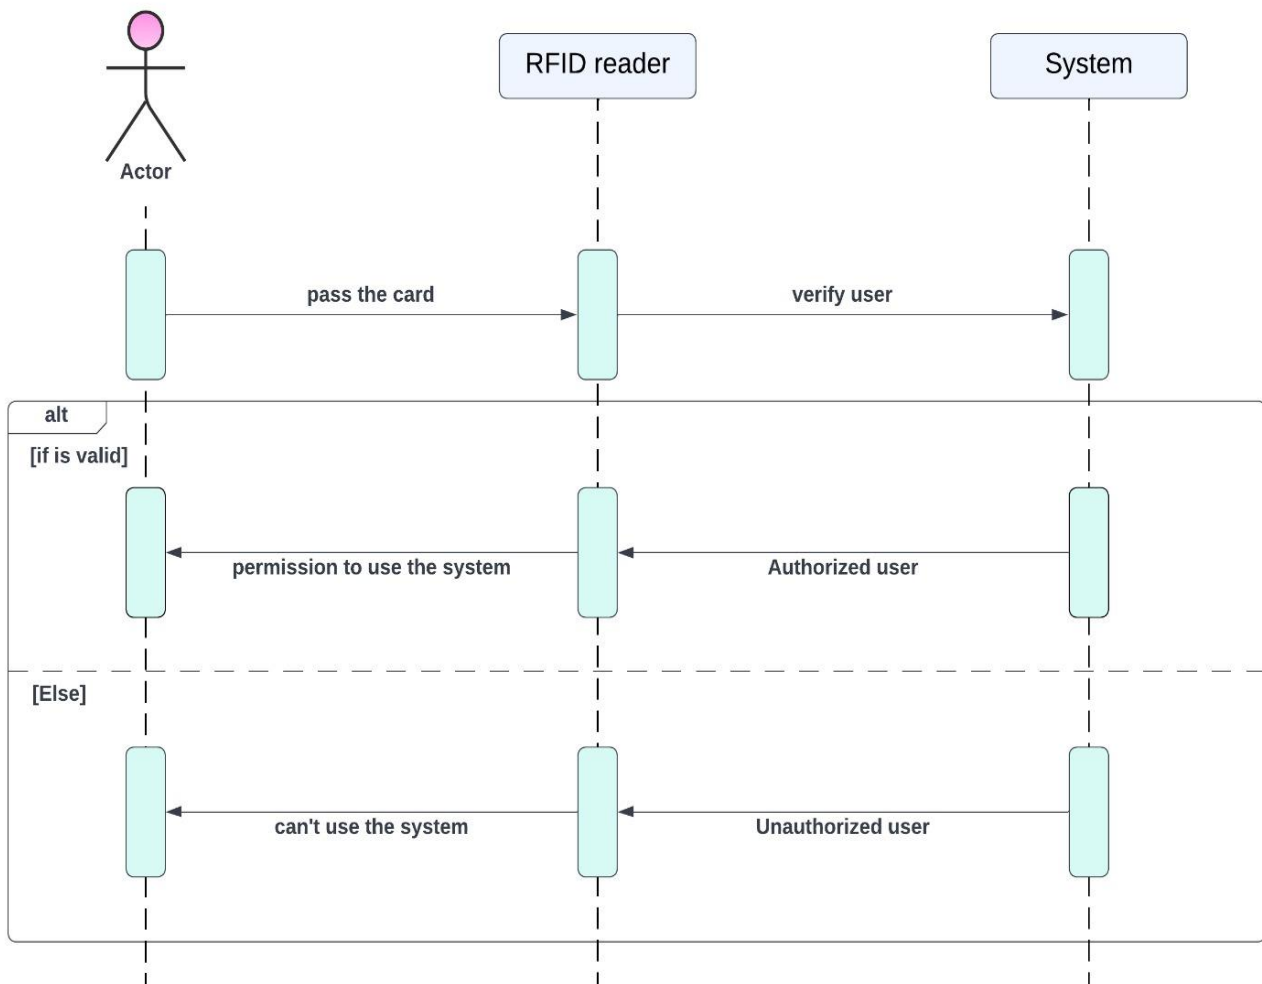 RFID reader
System
Actor
pass the card
verify user
alt
[if is valid]
permission to use the system
Authorized user
[Else]
can't use the system
Unauthorized user